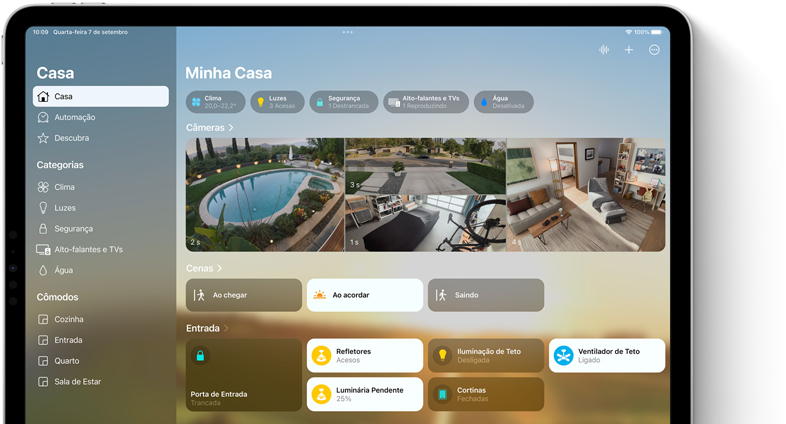 10:09 Quarta-feira 7 de setembro
100%
Casa
Casa
Automação
Descubra
Categorias
Clima
Luzes
Segurança
Alto-falantes e TVs
Água
Cômodos
Cozinha
Entrada
Quarto
Sala de Estar
Minha Casa
Clima
20,0–22,2°
Luzes
3 Acesas
Segurança
1 Destrancada
Alto-falantes e TVs
1 Reproduzindo
Água
Desativada
Câmeras
2 s
3 s
1 s
4 s
Cenas
Ao chegar
Ao acordar
Saindo
Entrada
Porta de Entrada
Trancada
Refletores
Acesos
Iluminação de Teto
Desligada
Ventilador de Teto
Ligado
Luminária Pendente
25%
Cortinas
Fechadas